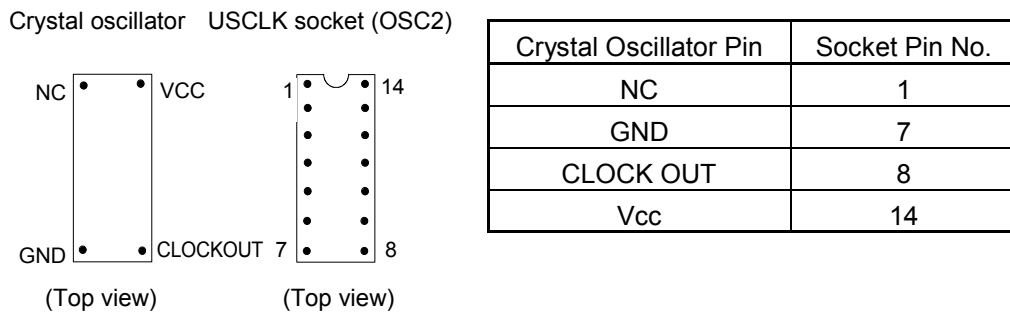 Crystal oscillator USCLK socket (OSC2)
NC VCC 1 14
GND CLOCKOUT 7 8
(Top view) (Top view)
Crystal Oscillator Pin Socket Pin No.
NC 1
GND 7
CLOCK OUT 8
Vcc 14